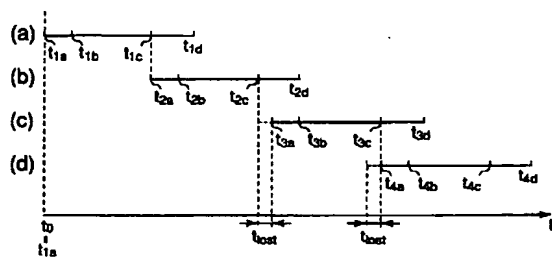 (a)
t1a t1b t1c t1d
(b)
t2a t2b t2c t2d
(c)
t3a t3b t3c t3d
(d)
t4a t4b t4c t4d
t0 tlost tlost t
t1a